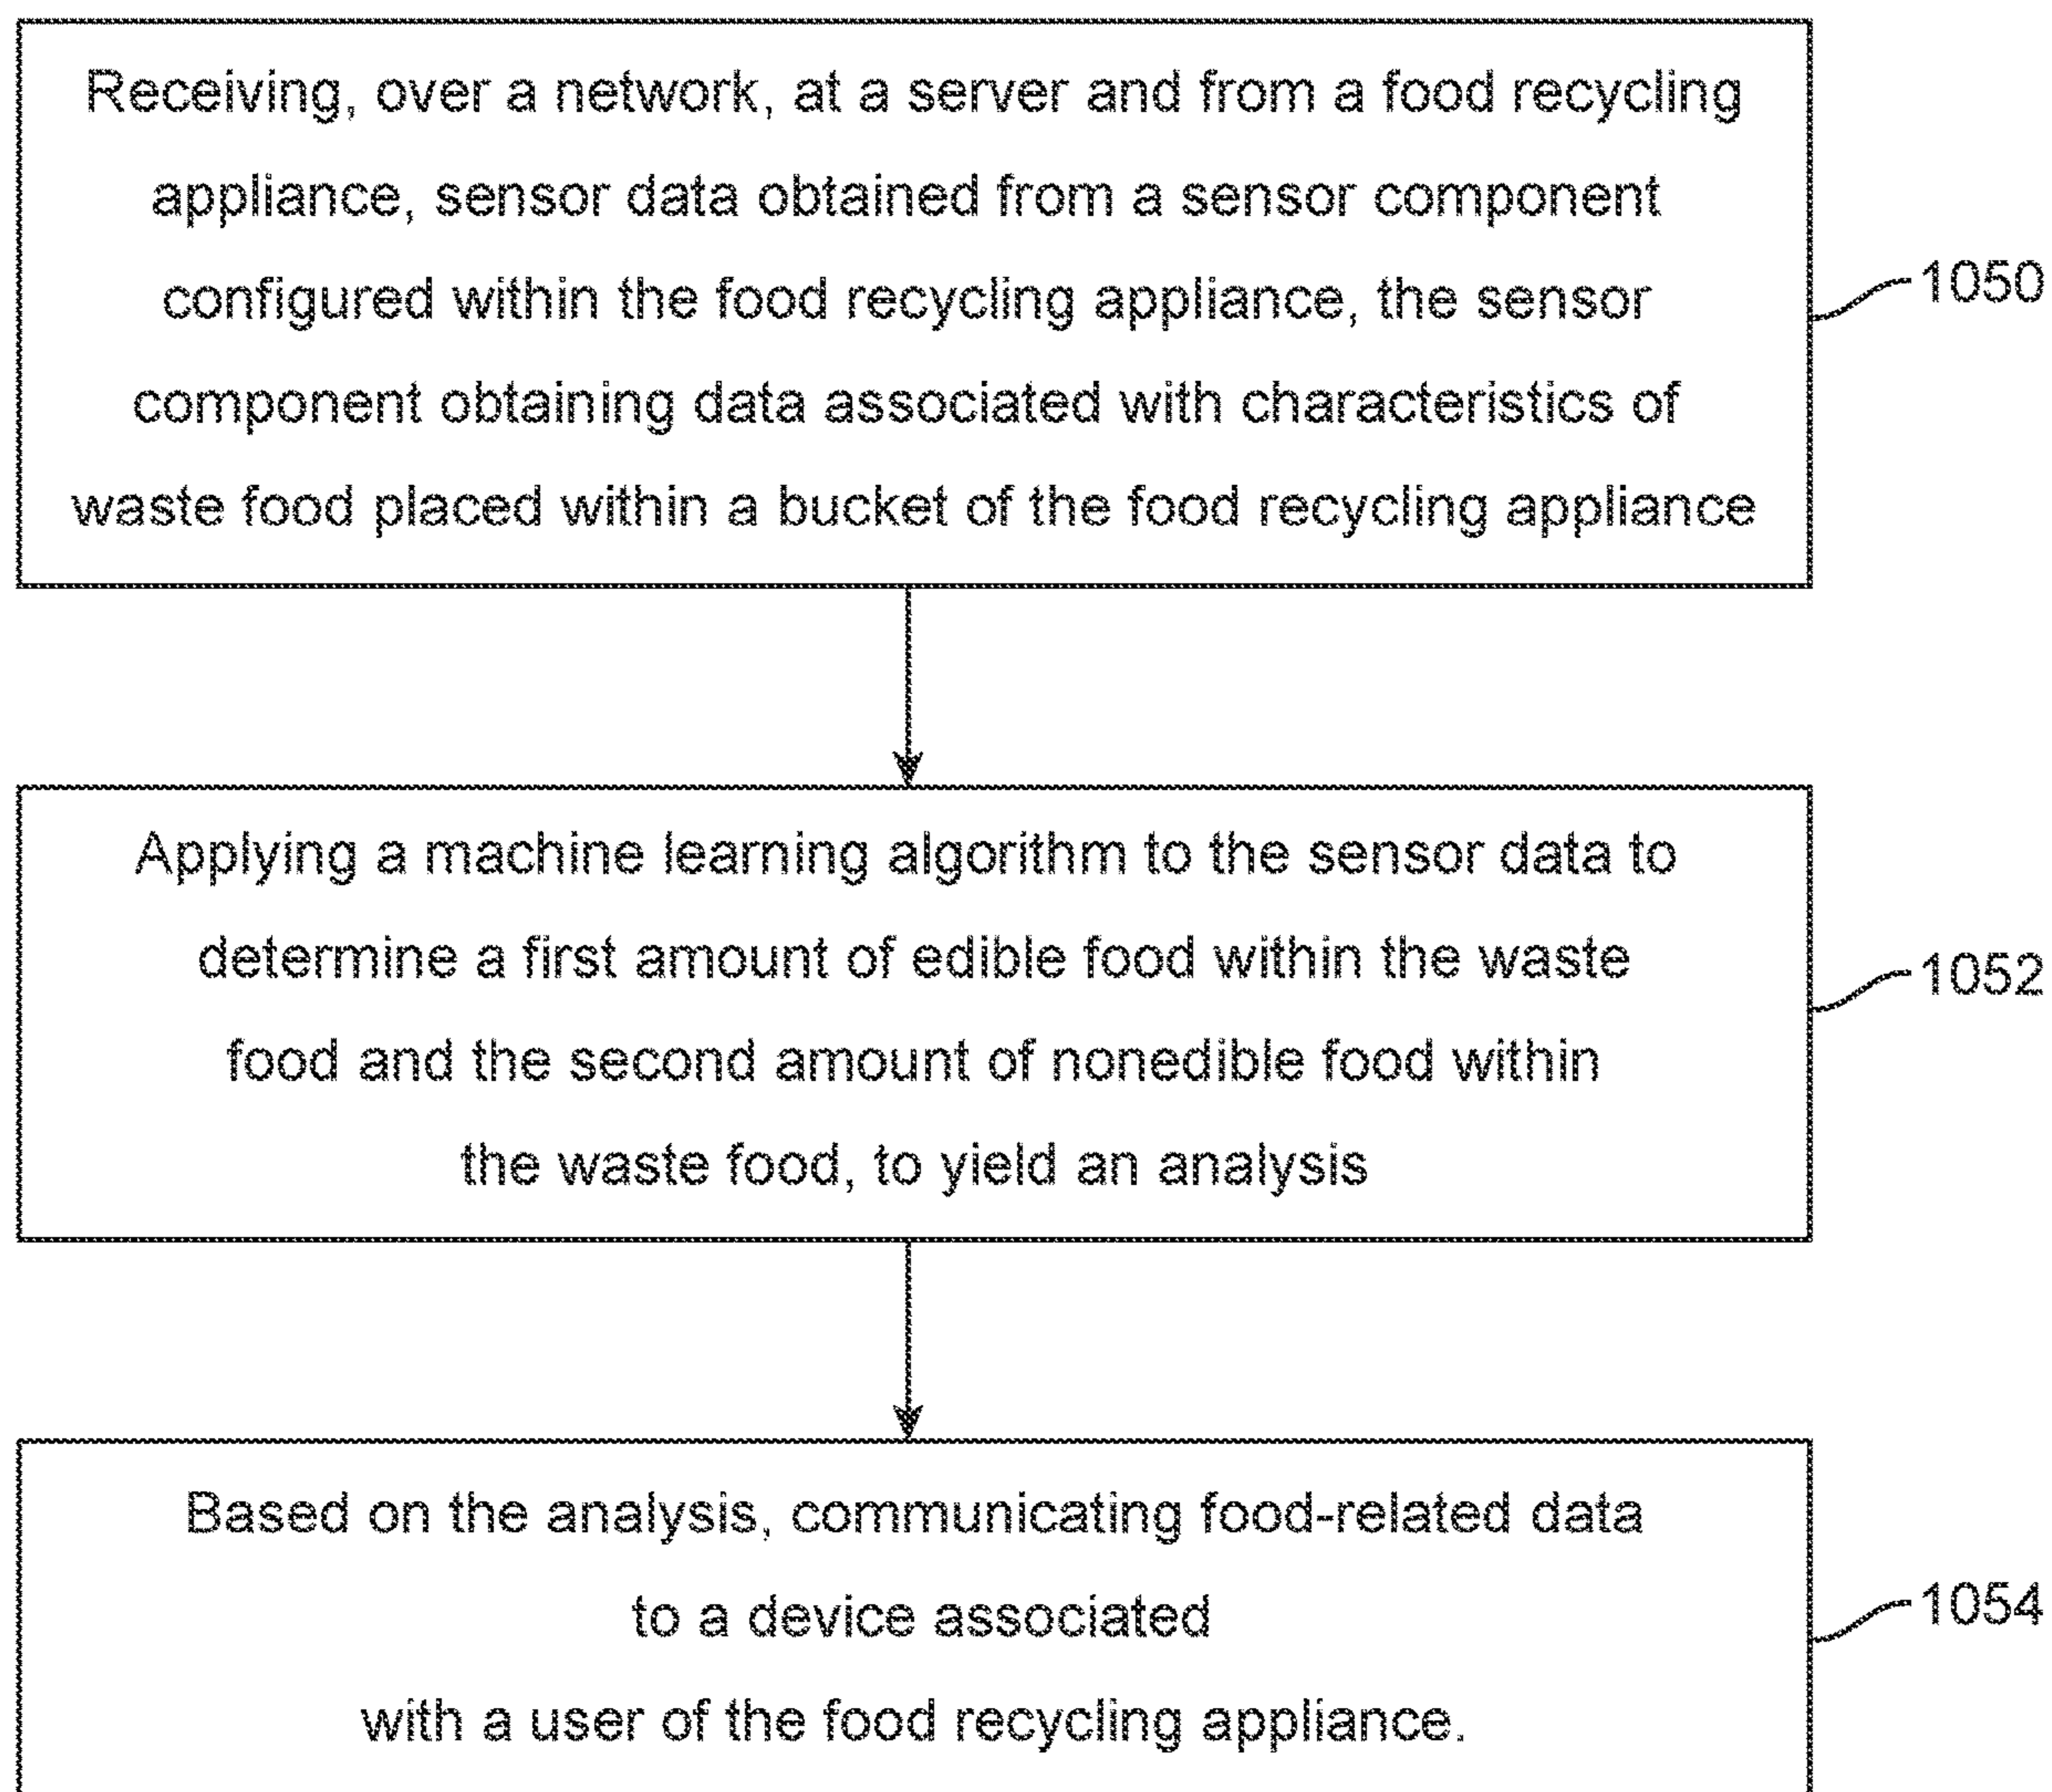 Receiving, over a network, at a server and from a food recycling
appliance, sensor data obtained from a sensor component
configured within the food recycling appliance, the sensor
component obtaining data associated with characteristics of
waste food placed within a bucket of the food recycling appliance
1050
Applying a machine learning algorithm to the sensor data to
determine a first amount of edible food within the waste
food and the second amount of nonedible food within
the waste food, to yield an analysis
1052
Based on the analysis, communicating food-related data
to a device associated
with a user of the food recycling appliance.
1054